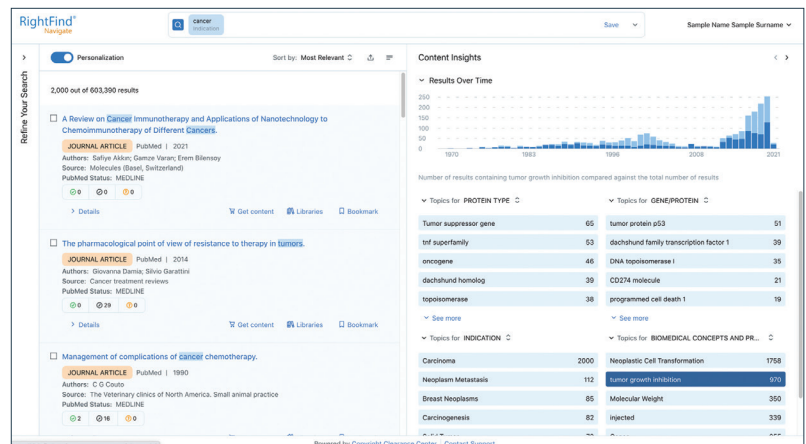 RightFind®
Navigate
cancer
indication
Save
Sample Name Sample Surname
Refine Your Search
Personalization
Sort by: Most Relevant
2,000 out of 603,390 results
A Review on Cancer Immunotherapy and Applications of Nanotechnology to
Chemoimmunotherapy of Different Cancers.
JOURNAL ARTICLE PubMed | 2021
Authors: Safiye Akkın; Gamze Varan; Erem Bilensoy
Source: Molecules (Basel, Switzerland)
PubMed Status: MEDLINE
0 0 0
Details Get content Libraries Bookmark
The pharmacological point of view of resistance to therapy in tumors.
JOURNAL ARTICLE PubMed | 2014
Authors: Giovanna Damia; Silvio Garattini
Source: Cancer treatment reviews
PubMed Status: MEDLINE
0 29 0
Details Get content Libraries Bookmark
Management of complications of cancer chemotherapy.
JOURNAL ARTICLE PubMed | 1990
Authors: C G Couto
Source: The Veterinary clinics of North America. Small animal practice
PubMed Status: MEDLINE
2 16 0
Content Insights
Results Over Time
250
200
150
100
50
0
1970 1983 1996 2008 2021
Number of results containing tumor growth inhibition compared against the total number of results
Topics for PROTEIN TYPE
Tumor suppressor gene 65
tnf superfamily 53
oncogene 46
dachshund homolog 39
topoisomerase 38
See more
Topics for GENE/PROTEIN
tumor protein p53 51
dachshund family transcription factor 1 39
DNA topoisomerase I 35
CD274 molecule 21
programmed cell death 1 19
See more
Topics for INDICATION
Carcinoma 2000
Neoplasm Metastasis 112
Breast Neoplasms 85
Carcinogenesis 82
Topics for BIOMEDICAL CONCEPTS AND PR...
Neoplastic Cell Transformation 1758
tumor growth inhibition 970
Molecular Weight 350
injected 339
Powered by Copyright Clearance Center | Contact Support